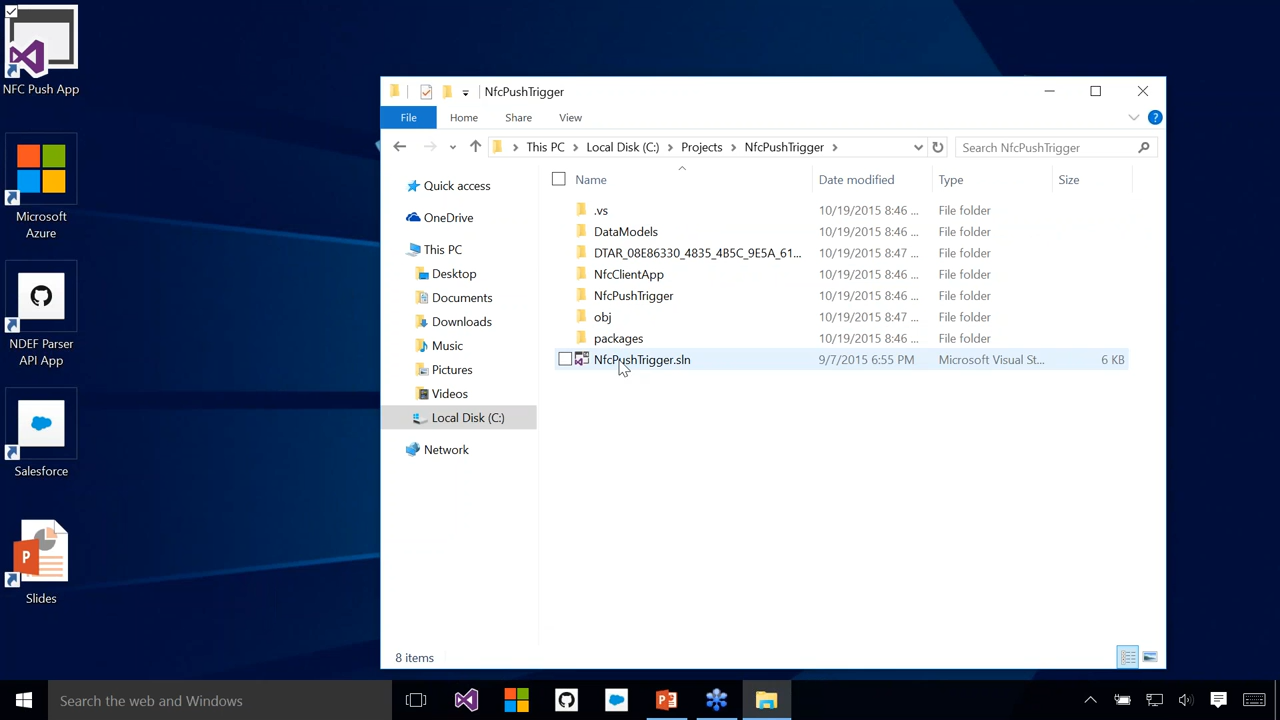 NFC Push App
Microsoft
Azure
NDEF Parser
API App
Salesforce
Slides
NfcPushTrigger
File Home Share View
This PC Local Disk (C:) Projects NfcPushTrigger Search NfcPushTrigger
Name Date modified Type Size
Quick access
OneDrive
This PC
Desktop
Documents
Downloads
Music
Pictures
Videos
Local Disk (C:)
Network
.vs 10/19/2015 8:46 ... File folder
DataModels 10/19/2015 8:46 ... File folder
DTAR_08E86330_4835_4B5C_9E5A_61... 10/19/2015 8:47 ... File folder
NfcClientApp 10/19/2015 8:46 ... File folder
NfcPushTrigger 10/19/2015 8:46 ... File folder
obj 10/19/2015 8:47 ... File folder
packages 10/19/2015 8:46 ... File folder
NfcPushTrigger.sln 9/7/2015 6:55 PM Microsoft Visual St... 6 KB
8 items
Search the web and Windows